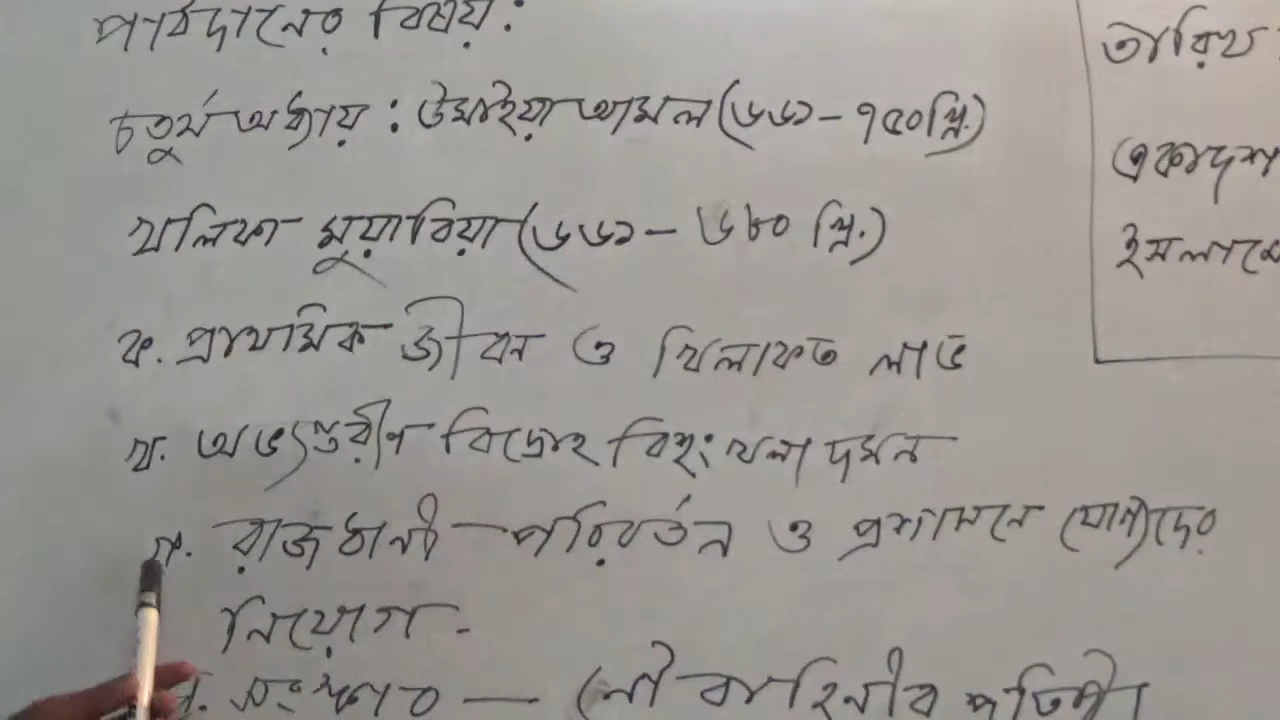 পাঠদানের বিষয়:
চতুর্থ অধ্যায় : উমাইয়া আমল (৬৬১ - ৭৫০ খ্রি.)
খলিফা মুয়াবিয়া (৬৬১ - ৬৮০ খ্রি.)
ক. প্রাথমিক জীবন ও খিলাফত লাভ
খ. অভ্যন্তরীণ বিদ্রোহ বিশৃংখলা দমন
গ. রাজধানী পরিবর্তন ও প্রশাসনে যোগ্যদের
নিয়োগ -
সংস্কার — নৌ বাহিনীর প্রতিষ্ঠা
তারিখ :
একাদশ
ইসলামে